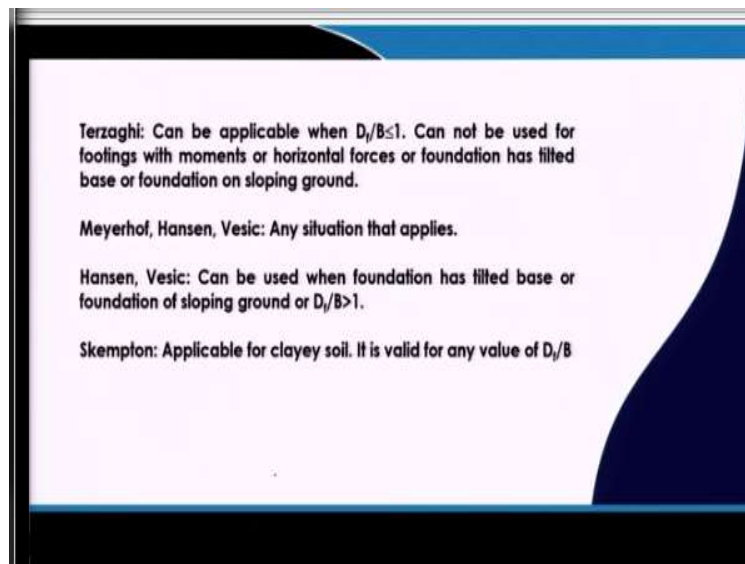 Terzaghi: Can be applicable when Df/B≤1. Can not be used for
footings with moments or horizontal forces or foundation has tilted
base or foundation on sloping ground.
Meyerhof, Hansen, Vesic: Any situation that applies.
Hansen, Vesic: Can be used when foundation has tilted base or
foundation of sloping ground or Df/B>1.
Skempton: Applicable for clayey soil. It is valid for any value of Df/B